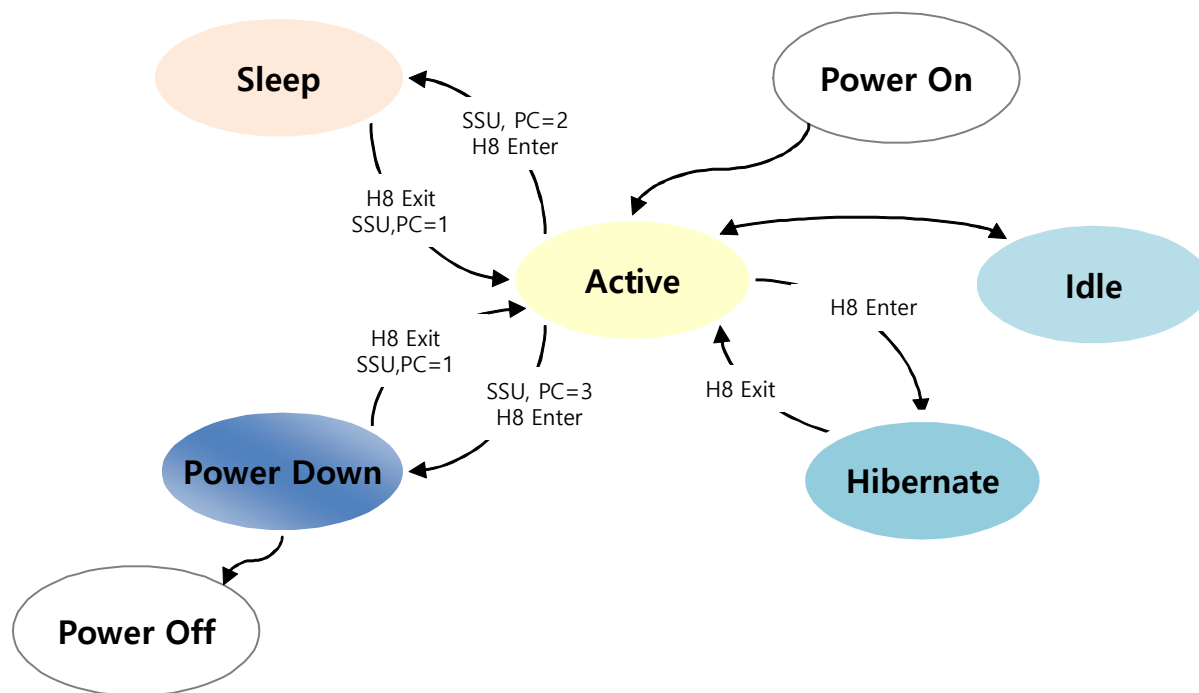 Sleep
Power On
SSU, PC=2
H8 Enter
H8 Exit
SSU,PC=1
Active
Idle
H8 Enter
H8 Exit
SSU,PC=1
H8 Exit
SSU, PC=3
H8 Enter
Power Down
Hibernate
Power Off